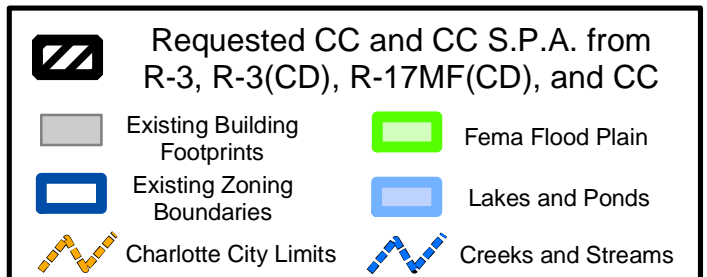 Requested CC and CC S.P.A. from
R-3, R-3(CD), R-17MF(CD), and CC
Existing Building
Footprints
Fema Flood Plain
Existing Zoning
Boundaries
Lakes and Ponds
Charlotte City Limits
Creeks and Streams